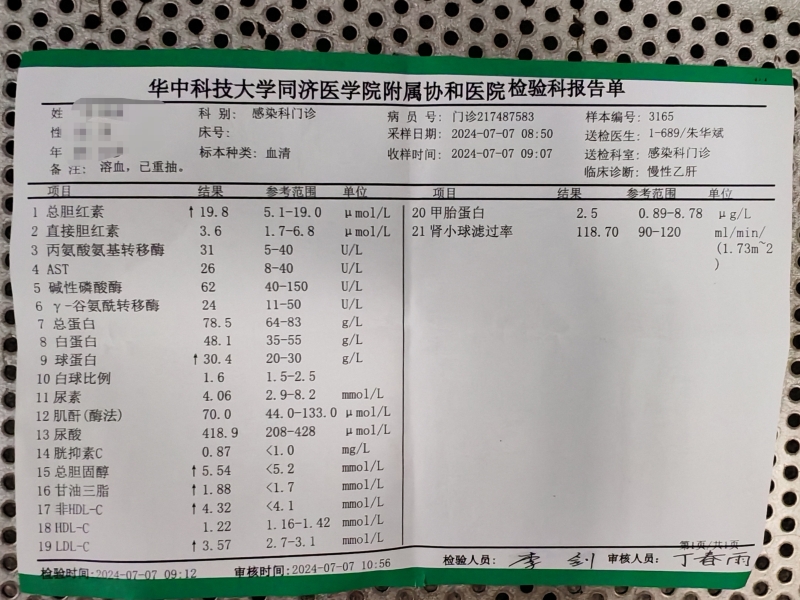 华中科技大学同济医学院附属协和医院检验科报告单
姓 科 别: 感染科门诊 病 员 号: 门诊217487583 样本编号: 3165
性 床号: 采样日期: 2024-07-07 08:50 送检医生: 1-689/朱华斌
年 标本种类: 血清 收样时间: 2024-07-07 09:07 送检科室: 感染科门诊
备 注: 溶血，已重抽。 临床诊断: 慢性乙肝
项目 结果 参考范围 单位
1 总胆红素 ↑19.8 5.1-19.0 μmol/L
2 直接胆红素 3.6 1.7-6.8 μmol/L
3 丙氨酸氨基转移酶 31 5-40 U/L
4 AST 26 8-40 U/L
5 碱性磷酸酶 62 40-150 U/L
6 γ-谷氨酰转移酶 24 11-50 U/L
7 总蛋白 78.5 64-83 g/L
8 白蛋白 48.1 35-55 g/L
9 球蛋白 ↑30.4 20-30 g/L
10 白球比例 1.6 1.5-2.5
11 尿素 4.06 2.9-8.2 mmol/L
12 肌酐(酶法) 70.0 44.0-133.0 μmol/L
13 尿酸 418.9 208-428 μmol/L
14 胱抑素C 0.87 <1.0 mg/L
15 总胆固醇 ↑5.54 <5.2 mmol/L
16 甘油三脂 ↑1.88 <1.7 mmol/L
17 非HDL-C ↑4.32 <4.1 mmol/L
18 HDL-C 1.22 1.16-1.42 mmol/L
19 LDL-C ↑3.57 2.7-3.1 mmol/L
项目 结果 参考范围 单位
20 甲胎蛋白 2.5 0.89-8.78 μg/L
21 肾小球滤过率 118.70 90-120 ml/min/
(1.73m~2
)
第1页/共1页
检验时间:2024-07-07 09:12 审核时间:2024-07-07 10:56 检验人员: 李 剑 审核人员: 丁春雨